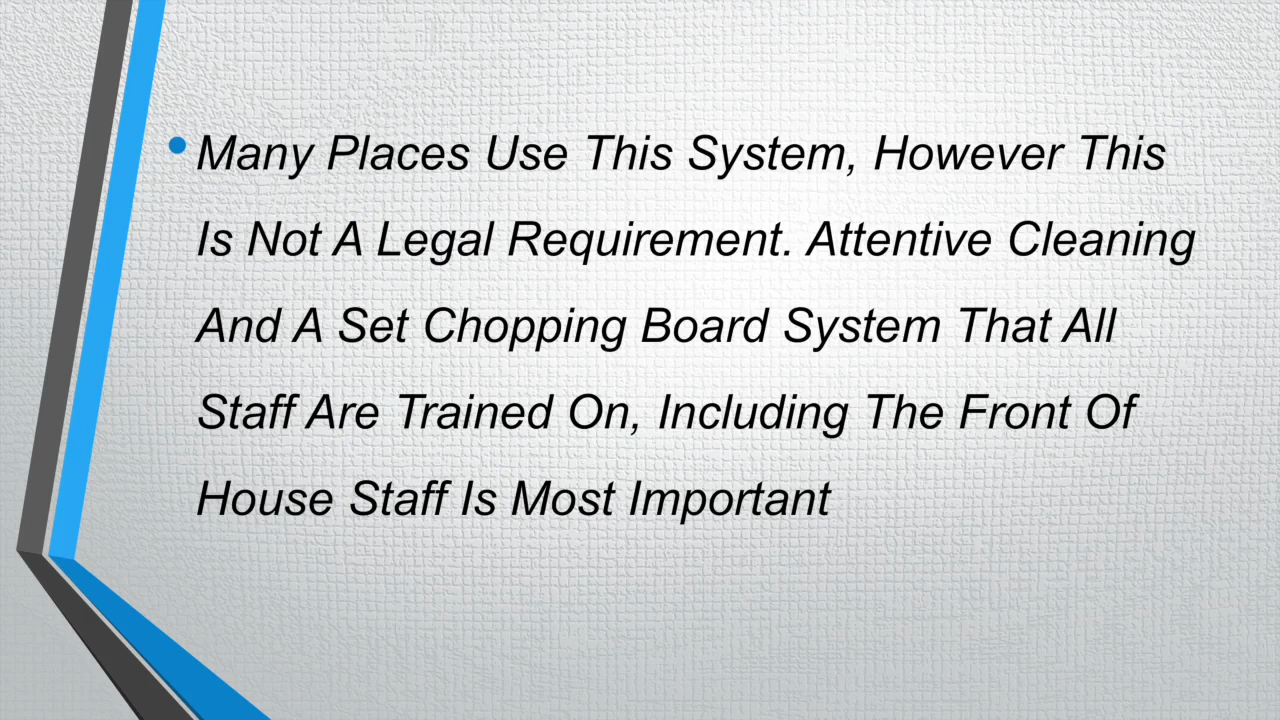 • Many Places Use This System, However This
Is Not A Legal Requirement. Attentive Cleaning
And A Set Chopping Board System That All
Staff Are Trained On, Including The Front Of
House Staff Is Most Important